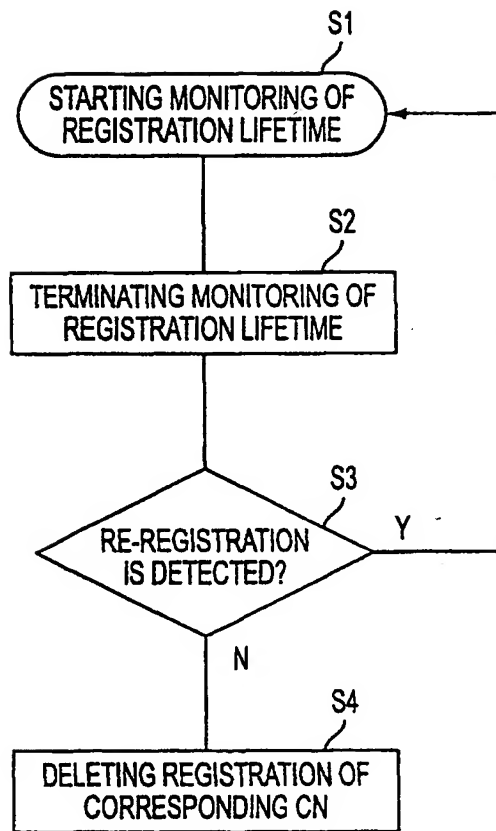 S1
STARTING MONITORING OF
REGISTRATION LIFETIME
S2
TERMINATING MONITORING OF
REGISTRATION LIFETIME
S3
RE-REGISTRATION
IS DETECTED?
Y
N
S4
DELETING REGISTRATION OF
CORRESPONDING CN